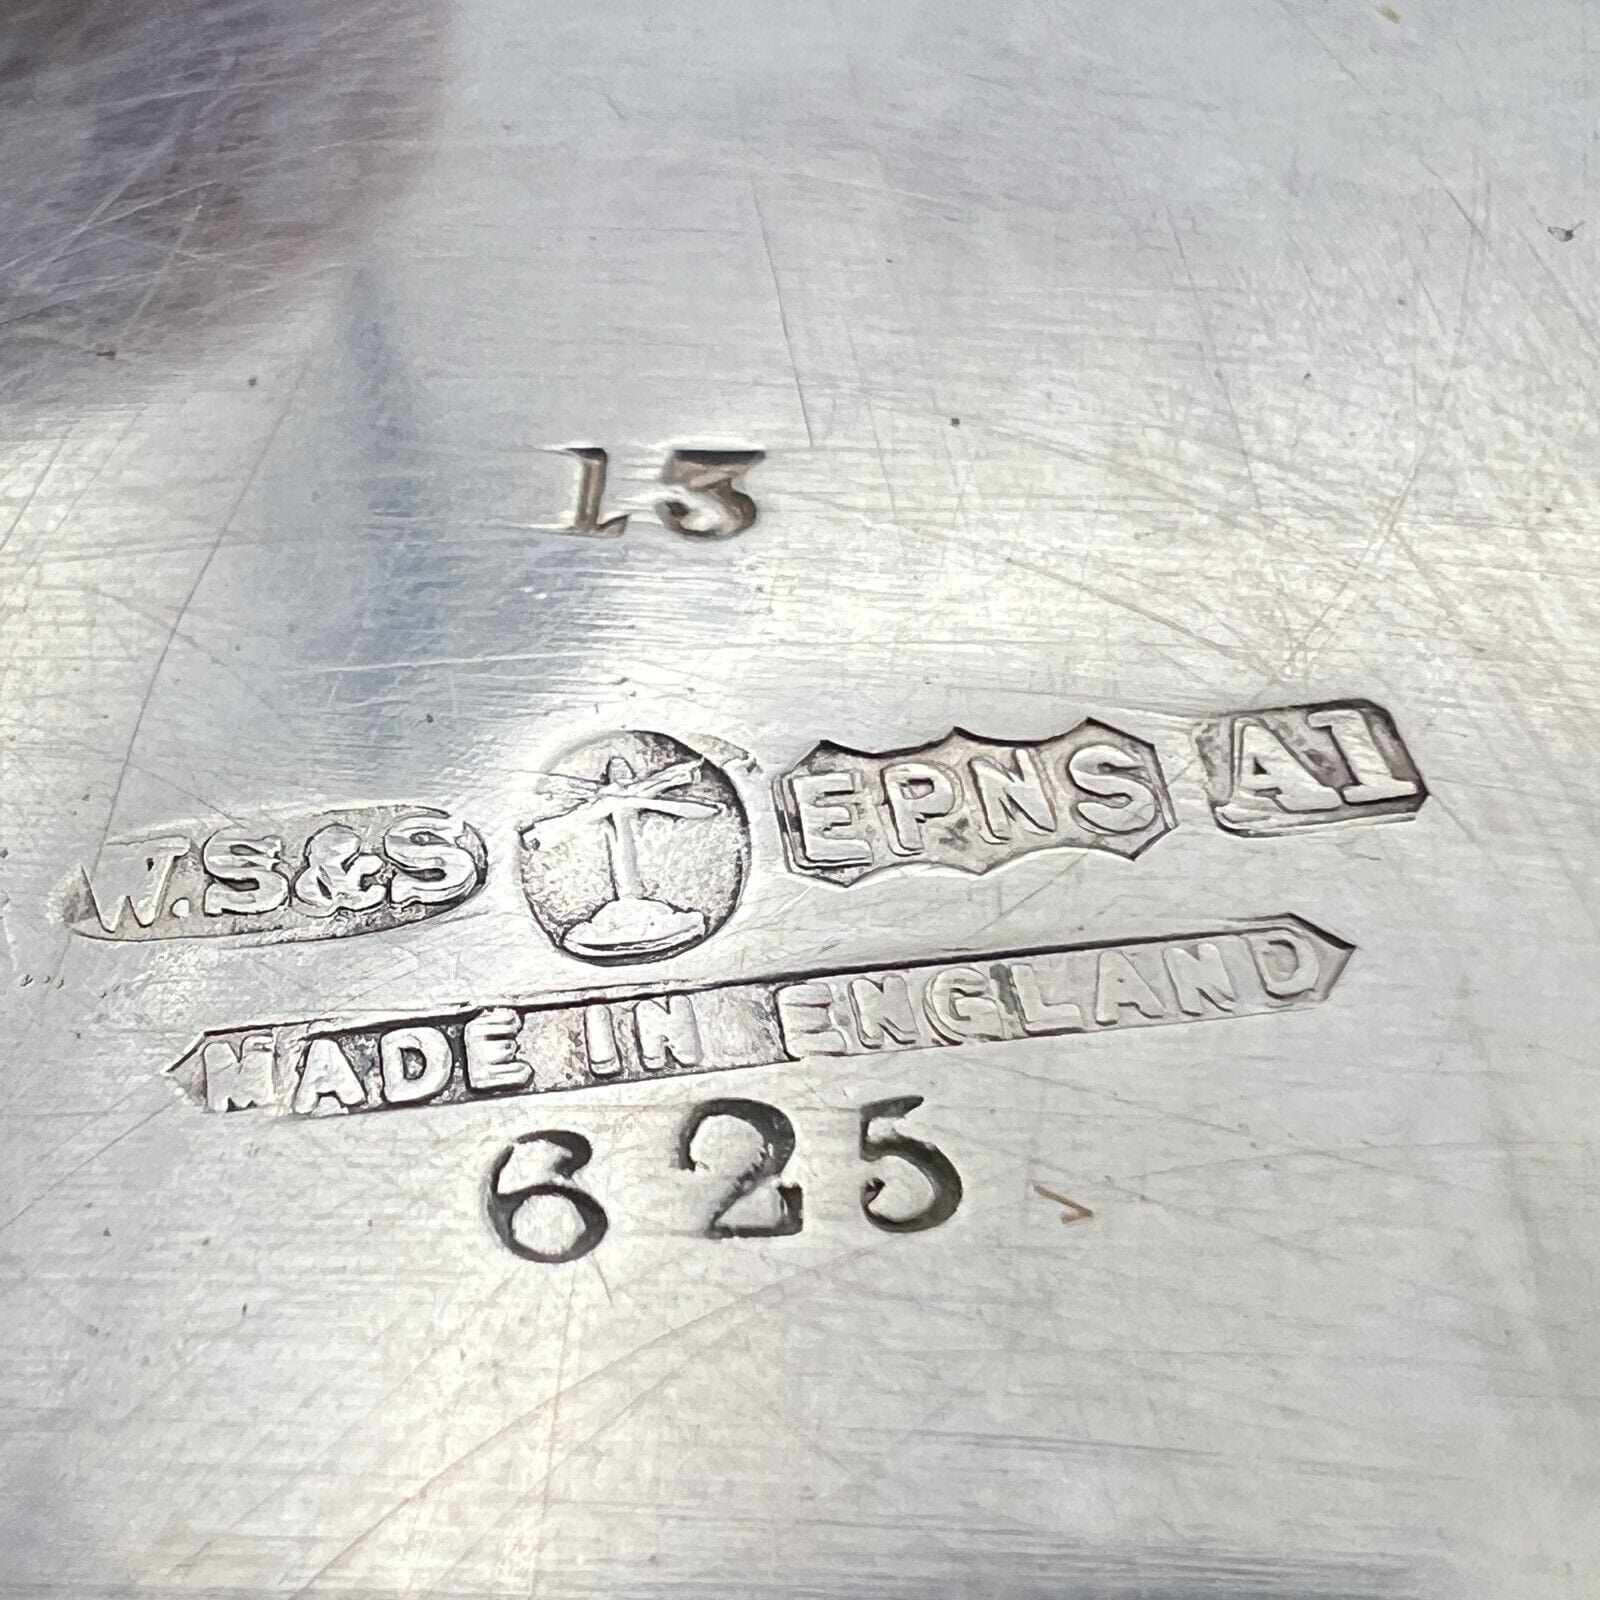 13
W.S&S EPNS A1
MADE IN ENGLAND
625